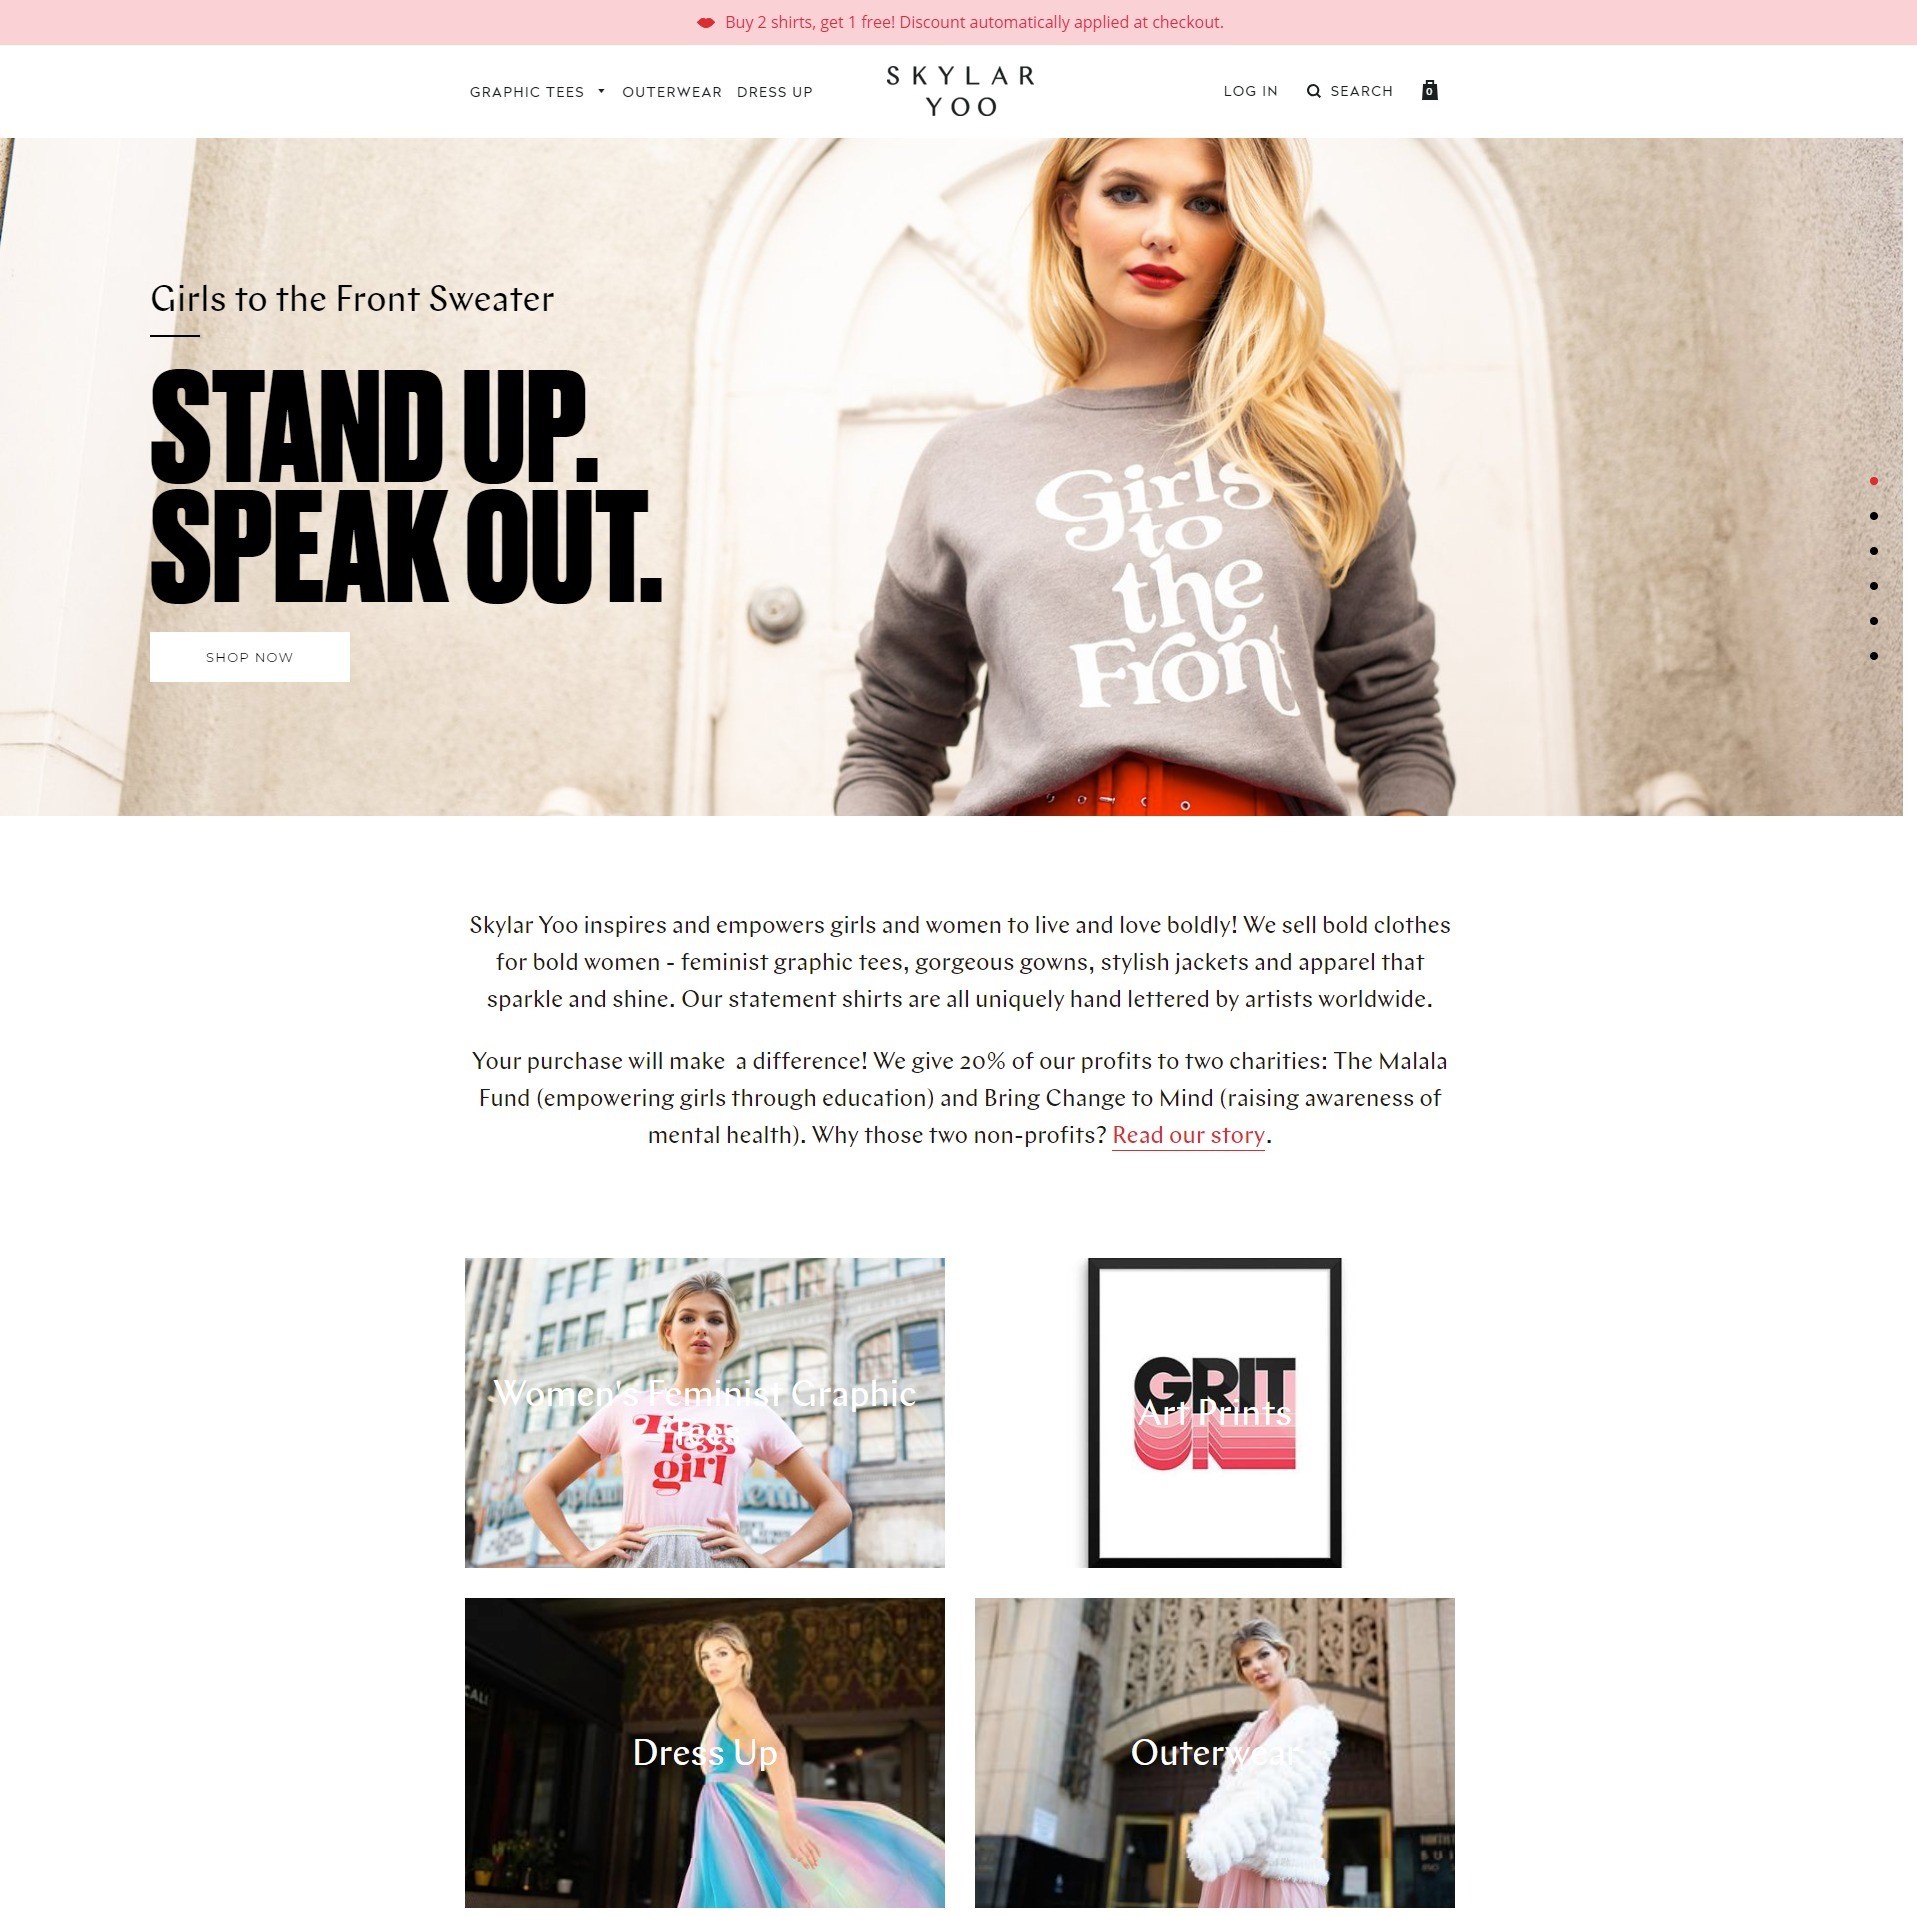 Buy 2 shirts, get 1 free! Discount automatically applied at checkout.
GRAPHIC TEES OUTERWEAR DRESS UP
SKYLAR
YOO
LOG IN SEARCH 0
Girls to the Front Sweater
STAND UP.
SPEAK OUT.
SHOP NOW
Girls
to
the
Front
Skylar Yoo inspires and empowers girls and women to live and love boldly! We sell bold clothes
for bold women - feminist graphic tees, gorgeous gowns, stylish jackets and apparel that
sparkle and shine. Our statement shirts are all uniquely hand lettered by artists worldwide.
Your purchase will make  a difference! We give 20% of our profits to two charities: The Malala
Fund (empowering girls through education) and Bring Change to Mind (raising awareness of
mental health). Why those two non-profits? Read our story.
Women's Feminist Graphic
Tees
girl
GRIT
Art Prints
CALI
Dress Up
Outerwear